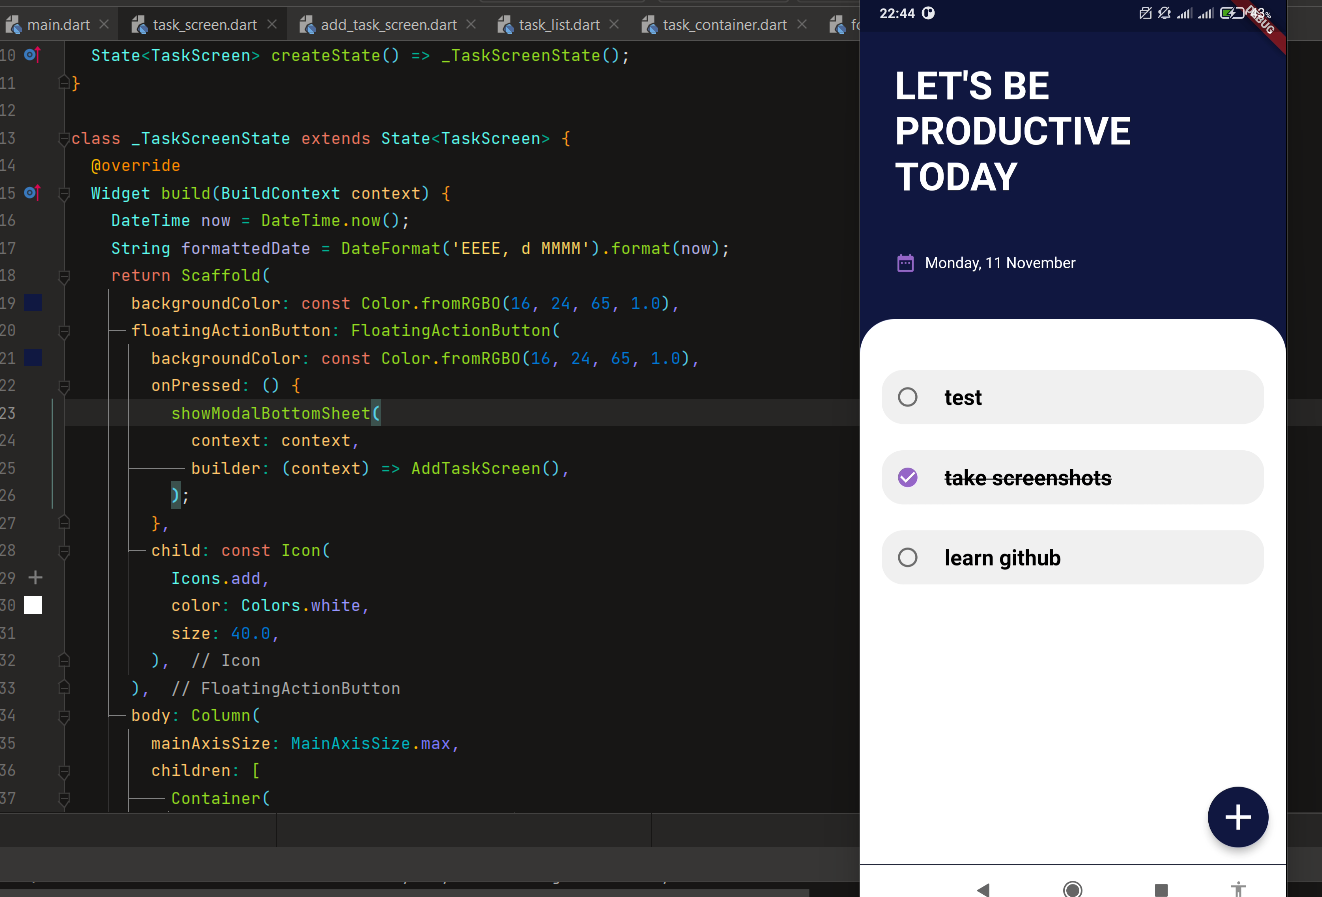 main.dart
task_screen.dart
add_task_screen.dart
task_list.dart
task_container.dart
10 State<TaskScreen> createState() => _TaskScreenState();
11 }
12
13 class _TaskScreenState extends State<TaskScreen> {
14 @override
15 Widget build(BuildContext context) {
16 DateTime now = DateTime.now();
17 String formattedDate = DateFormat('EEEE, d MMMM').format(now);
18 return Scaffold(
19 backgroundColor: const Color.fromRGBO(16, 24, 65, 1.0),
20 floatingActionButton: FloatingActionButton(
21 backgroundColor: const Color.fromRGBO(16, 24, 65, 1.0),
22 onPressed: () {
23 showModalBottomSheet(
24 context: context,
25 builder: (context) => AddTaskScreen(),
26 );
27 },
28 child: const Icon(
29 Icons.add,
30 color: Colors.white,
31 size: 40.0,
32 ), // Icon
33 ), // FloatingActionButton
34 body: Column(
35 mainAxisSize: MainAxisSize.max,
36 children: [
37 Container(
22:44
DEBUG
LET'S BE
PRODUCTIVE
TODAY
Monday, 11 November
test
take screenshots
learn github